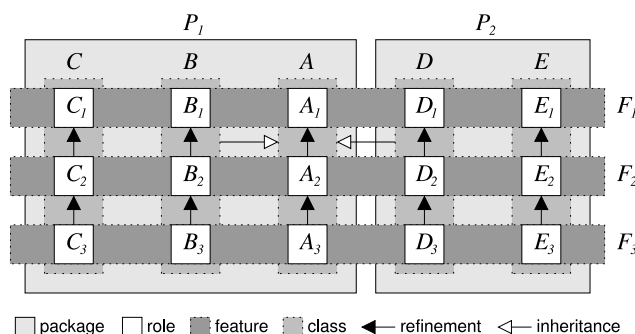 P1 P2
C B A D E
C1 B1 A1 D1 E1 F1
C2 B2 A2 D2 E2 F2
C3 B3 A3 D3 E3 F3
package role feature class refinement inheritance